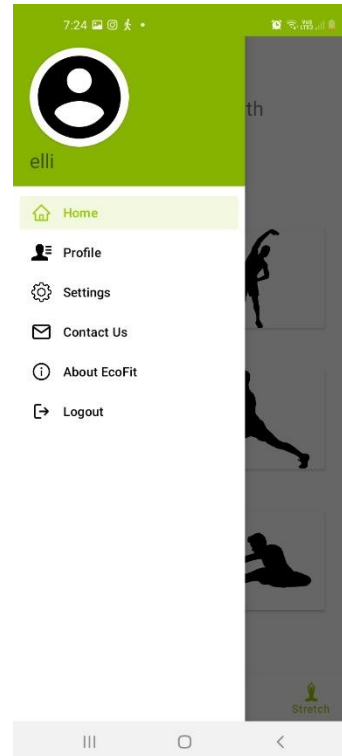 7:24
th
elli
Home
Profile
Settings
Contact Us
About EcoFit
Logout
Stretch